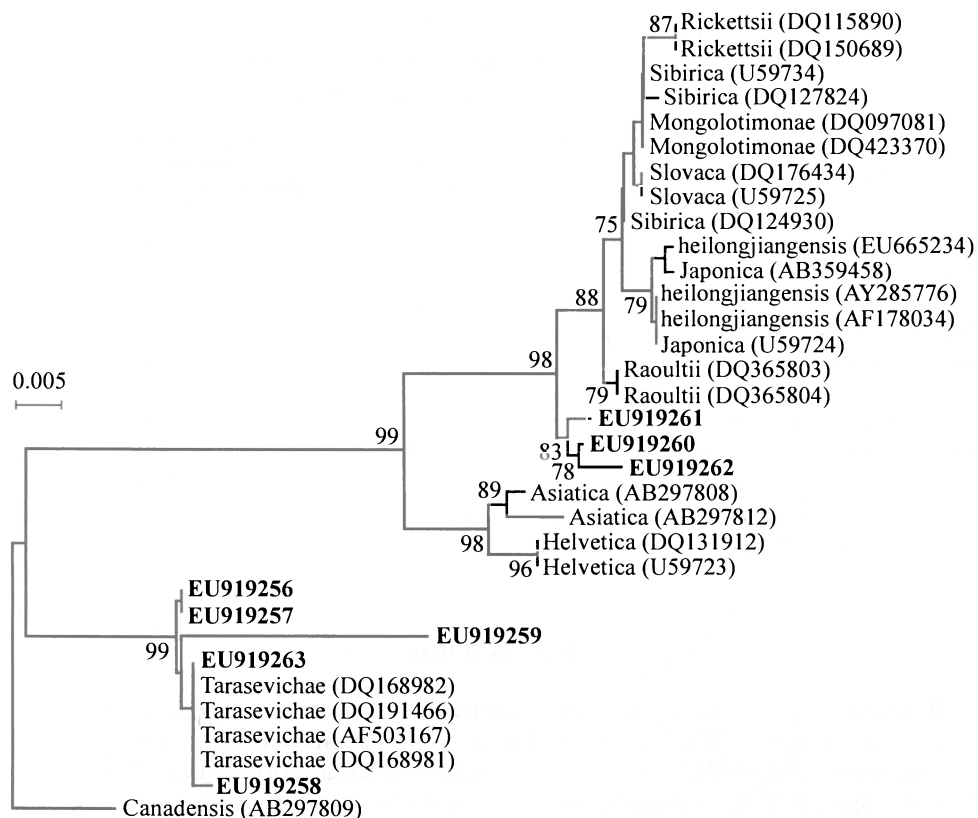 87 Rickettsii (DQ115890)
Rickettsii (DQ150689)
Sibirica (U59734)
Sibirica (DQ127824)
Mongolotimonae (DQ097081)
Mongolotimonae (DQ423370)
Slovaca (DQ176434)
Slovaca (U59725)
75 Sibirica (DQ124930)
heilongjiangensis (EU665234)
Japonica (AB359458)
heilongjiangensis (AY285776)
88 79 heilongjiangensis (AF178034)
Japonica (U59724)
98 Raoultii (DQ365803)
0.005
79 Raoultii (DQ365804)
EU919261
99 EU919260
83
78 EU919262
89 Asiatica (AB297808)
Asiatica (AB297812)
98 Helvetica (DQ131912)
96 Helvetica (U59723)
EU919256
EU919257
EU919259
99
EU919263
Tarasevichae (DQ168982)
Tarasevichae (DQ191466)
Tarasevichae (AF503167)
Tarasevichae (DQ168981)
EU919258
Canadensis (AB297809)